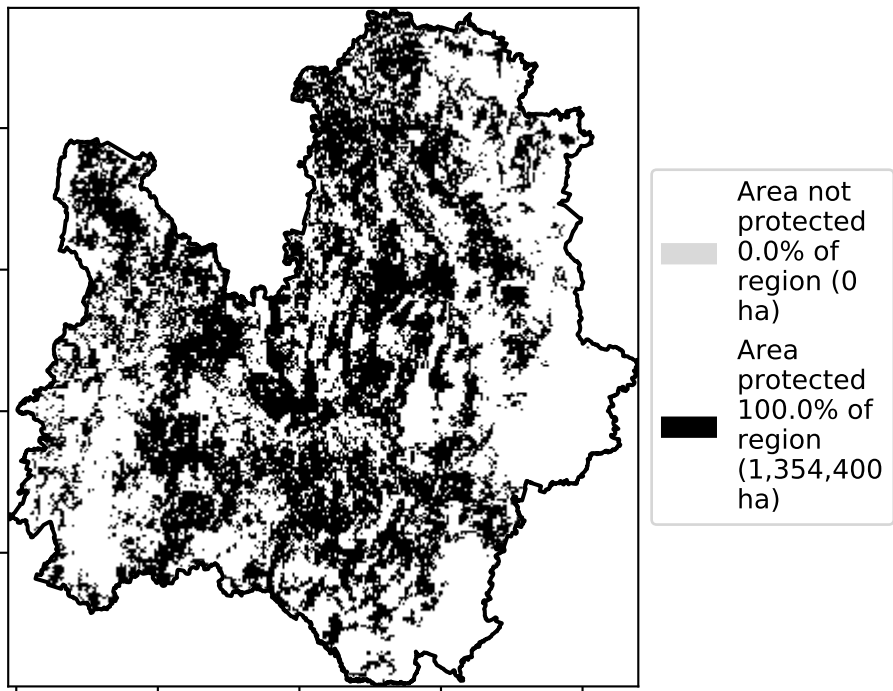 Area not
protected
0.0% of
region (0
ha)
Area
protected
100.0% of
region
(1,354,400
ha)